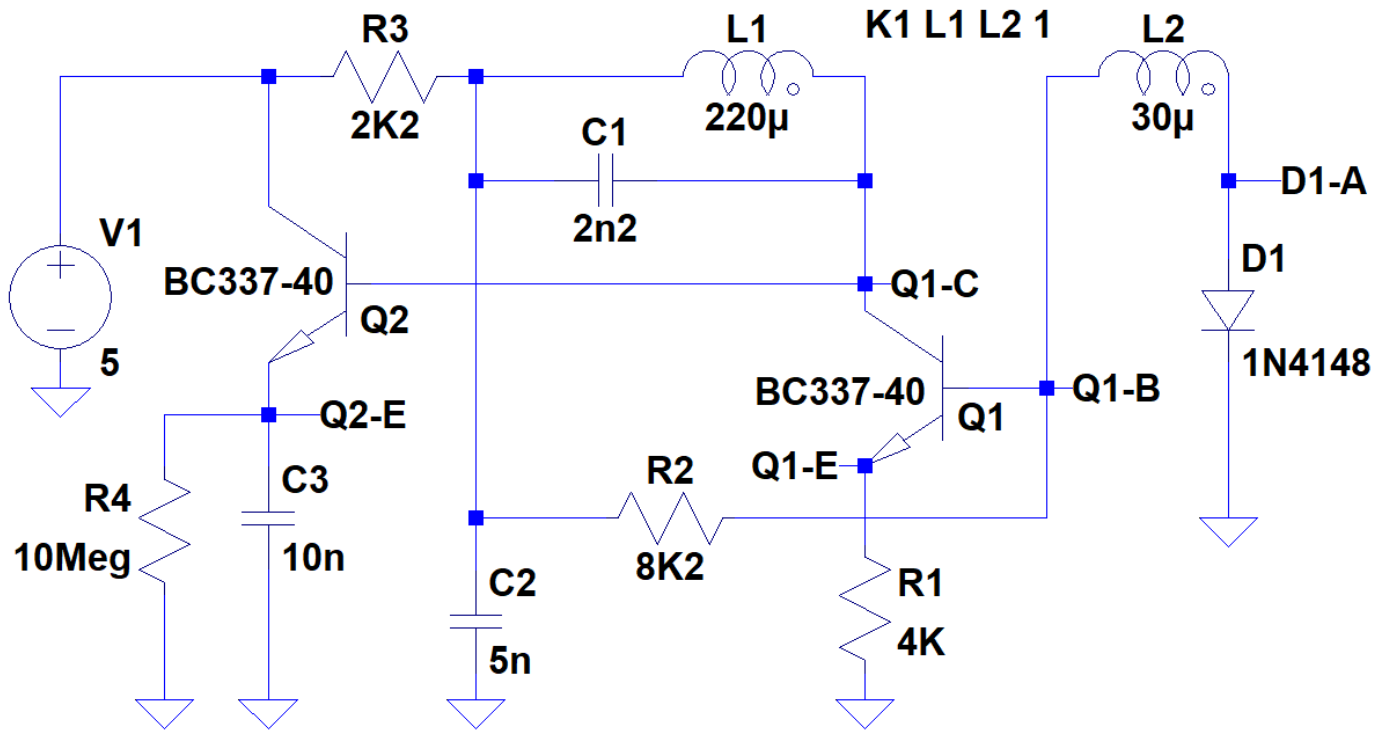 R3
2K2
L1
220µ
K1 L1 L2 1
L2
30µ
C1
2n2
D1-A
V1
5
BC337-40
Q2
Q1-C
D1
1N4148
BC337-40
Q1
Q1-B
Q2-E
Q1-E
R4
10Meg
C3
10n
R2
8K2
C2
5n
R1
4K